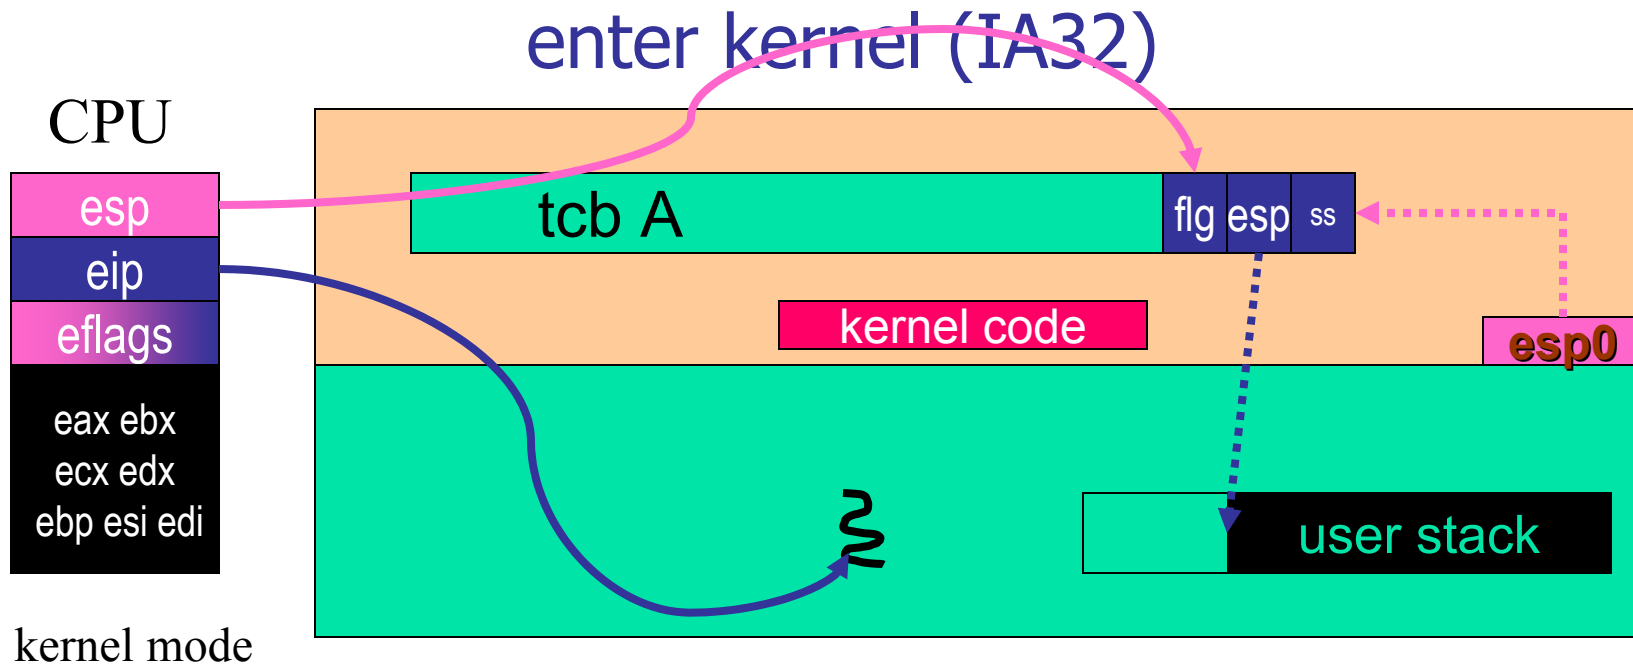 enter kernel (IA32)
CPU
esp
eip
eflags
eax ebx
ecx edx
ebp esi edi
kernel mode
tcb A
flg esp ss
kernel code
esp0
user stack